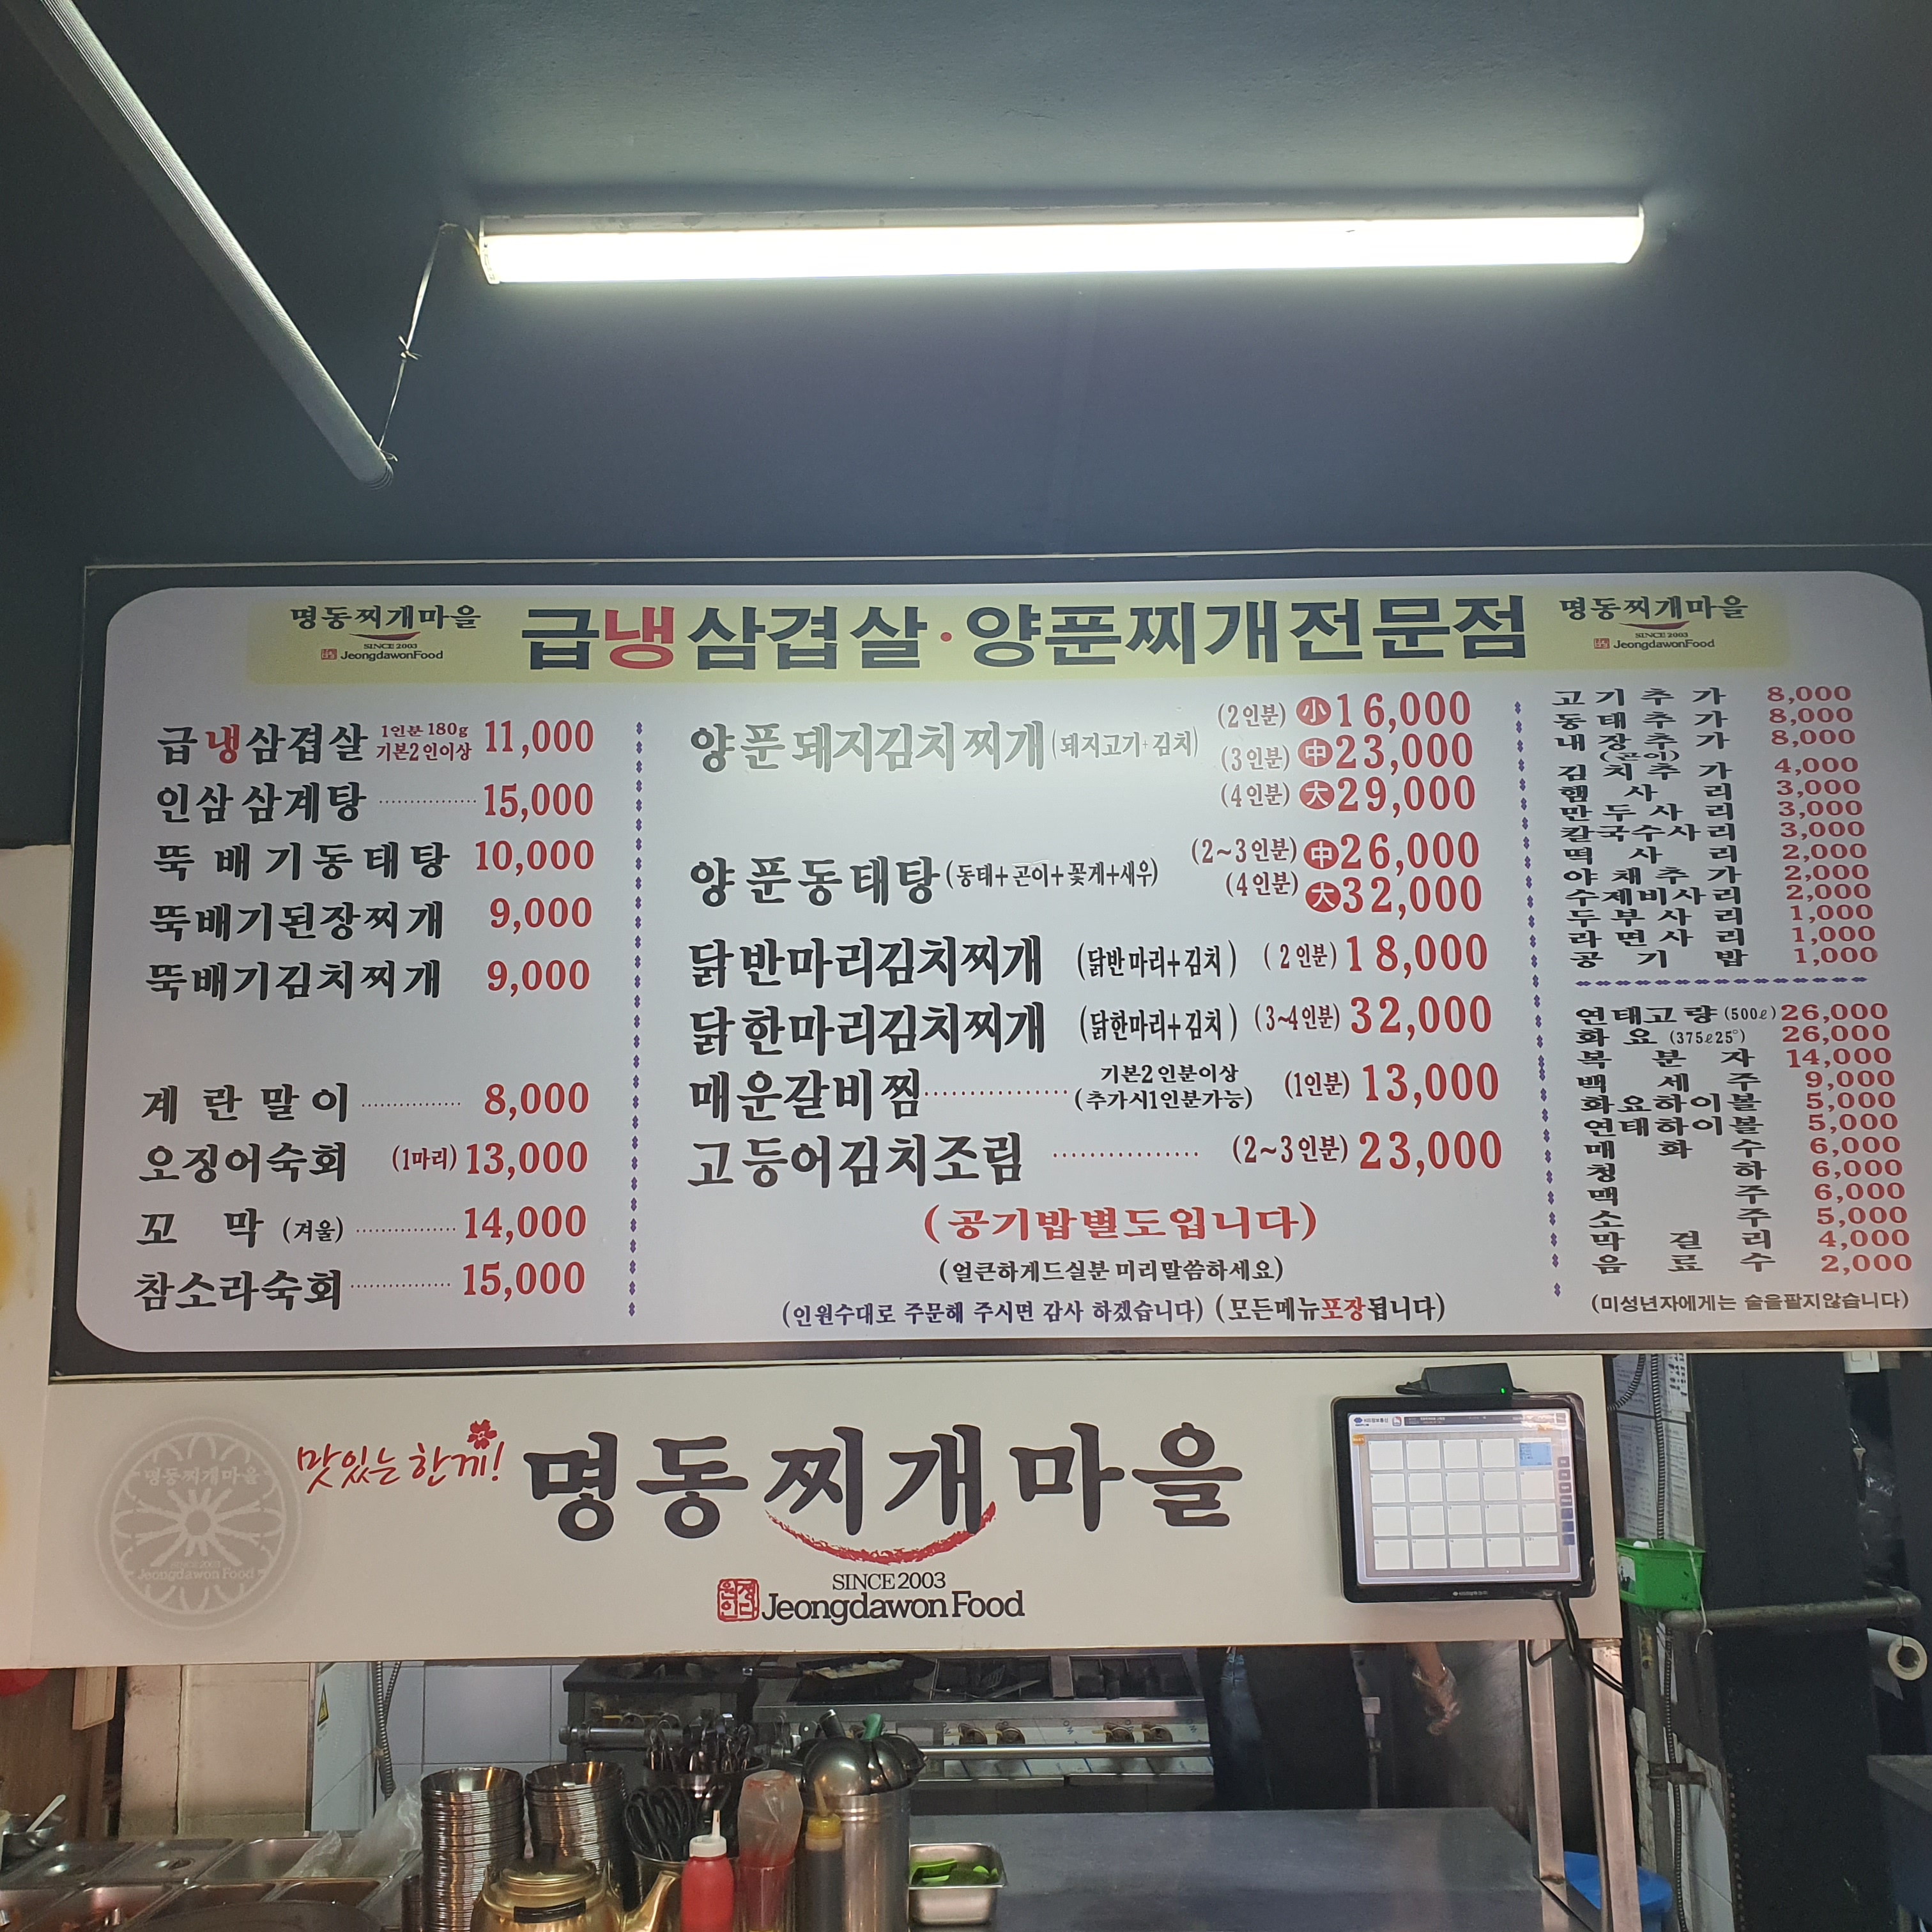 명동찌개마을
SINCE 2003
JeongdawonFood
급냉삼겹살·양푼찌개전문점
명동찌개마을
SINCE 2003
JeongdawonFood
급냉삼겹살 1인분 180g 기본2인이상 11,000
인삼삼계탕 15,000
뚝배기동태탕 10,000
뚝배기된장찌개 9,000
뚝배기김치찌개 9,000
계란말이 8,000
오징어숙회 (1마리) 13,000
꼬막 (겨울) 14,000
참소라숙회 15,000
양푼돼지김치찌개 (돼지고기+김치) (2인분) 小 16,000
(3인분) 中 23,000
(4인분) 大 29,000
양푼동태탕 (동태+곤이+꽃게+새우) (2~3인분) 中 26,000
(4인분) 大 32,000
닭반마리김치찌개 (닭반마리+김치) (2인분) 18,000
닭한마리김치찌개 (닭한마리+김치) (3~4인분) 32,000
매운갈비찜 기본2인분이상 (추가시1인분가능) (1인분) 13,000
고등어김치조림 (2~3인분) 23,000
(공기밥별도입니다)
(얼큰하게드실분 미리말씀하세요)
(인원수대로 주문해 주시면 감사 하겠습니다) (모든메뉴포장됩니다)
고기추가 8,000
동태추가 8,000
내장추가 8,000
(곤이)
김치추가 4,000
햄사리 3,000
만두사리 3,000
칼국수사리 3,000
떡사리 2,000
야채추가 2,000
수제비사리 2,000
두부사리 1,000
라면사리 1,000
공기밥 1,000
연태고량 (500ℓ) 26,000
화요 (375ℓ25°) 26,000
복분자 14,000
백세주 9,000
화요하이볼 5,000
연태하이볼 5,000
매화수 6,000
청하 6,000
맥주 6,000
소주 5,000
막걸리 4,000
음료수 2,000
(미성년자에게는 술을팔지않습니다)
명동찌개마을
SINCE 2003
Jeongdawon Food
맛있는 한끼!
명동찌개마을
SINCE 2003
Jeongdawon Food